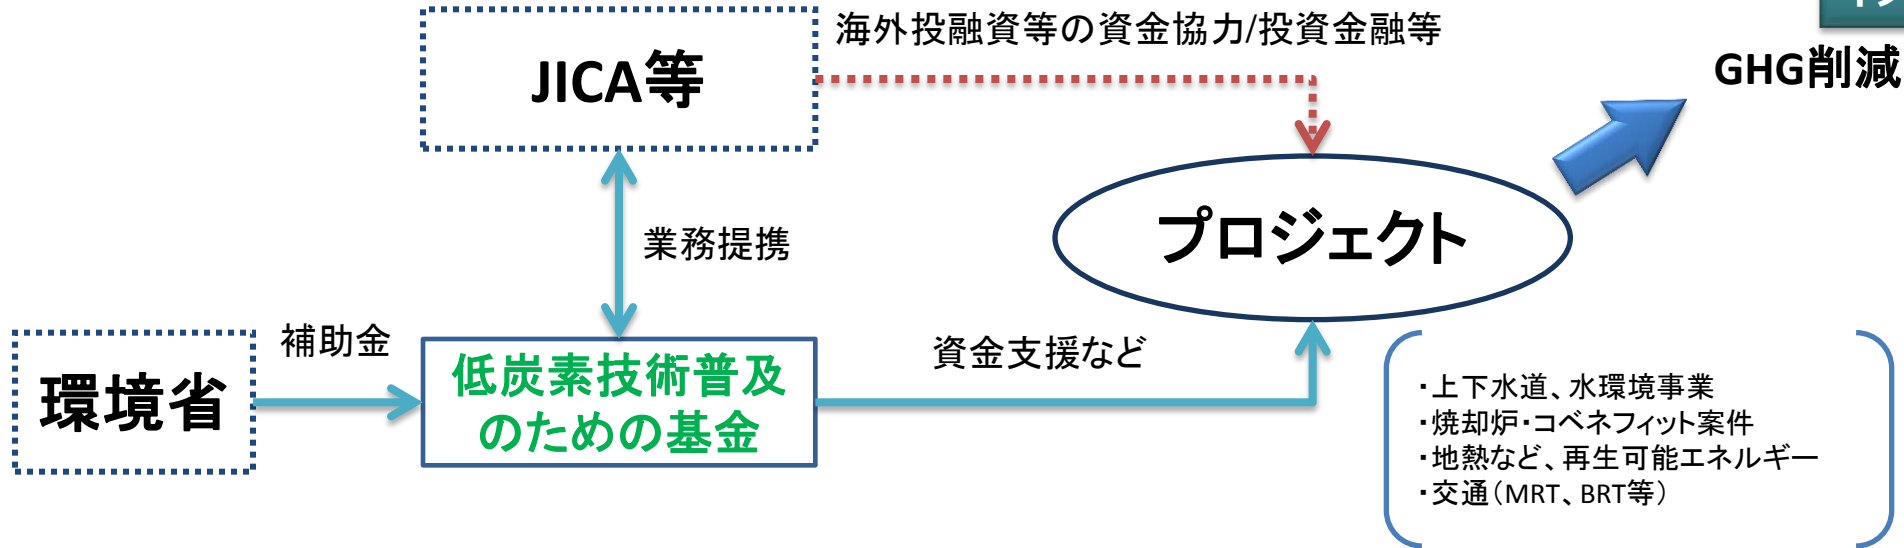 海外投融資等の資金協力/投資金融等
JICA等
GHG削減
業務提携
プロジェクト
環境省
補助金
低炭素技術普及
のための基金
資金支援など
・上下水道、水環境事業
・焼却炉・コベネフィット案件
・地熱など、再生可能エネルギー
・交通(MRT、BRT等)